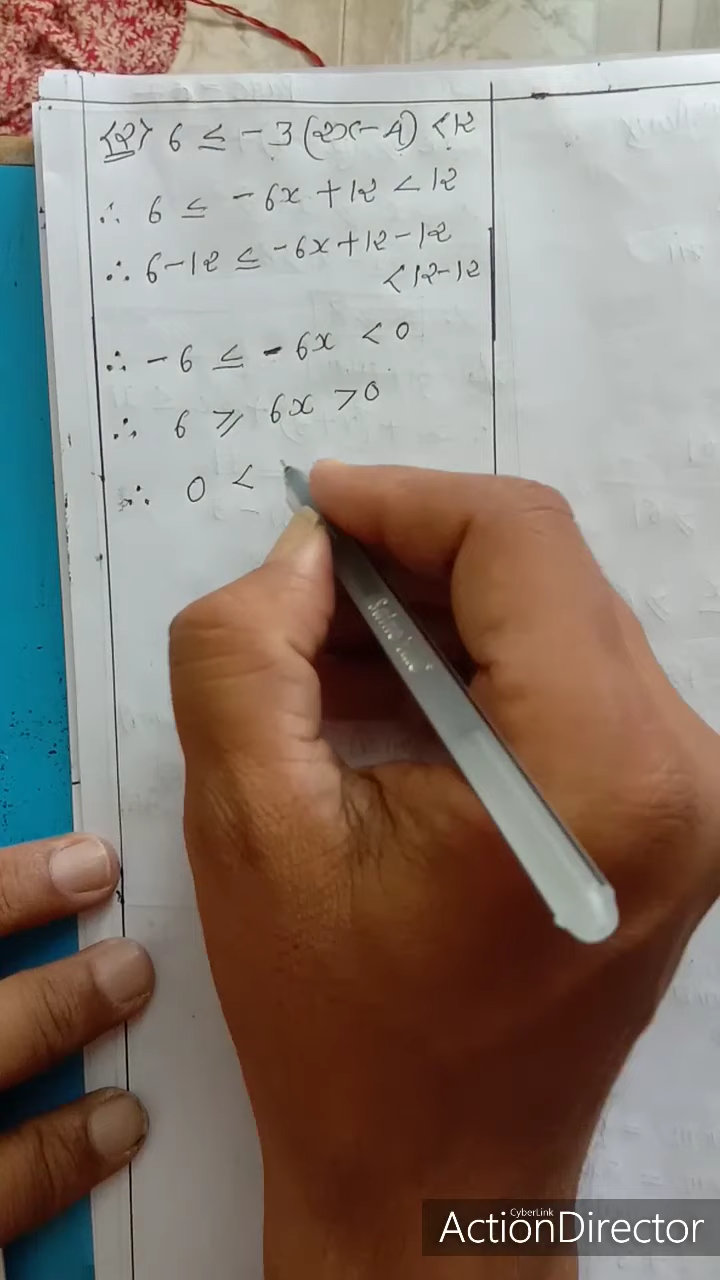 <2> 6 ≤ -3(2x-4) < 12
∴ 6 ≤ -6x + 12 < 12
∴ 6-12 ≤ -6x+12-12
< 12-12
∴ -6 ≤ -6x < 0
∴ 6 ≥ 6x > 0
∴ 0 <
CyberLink
ActionDirector